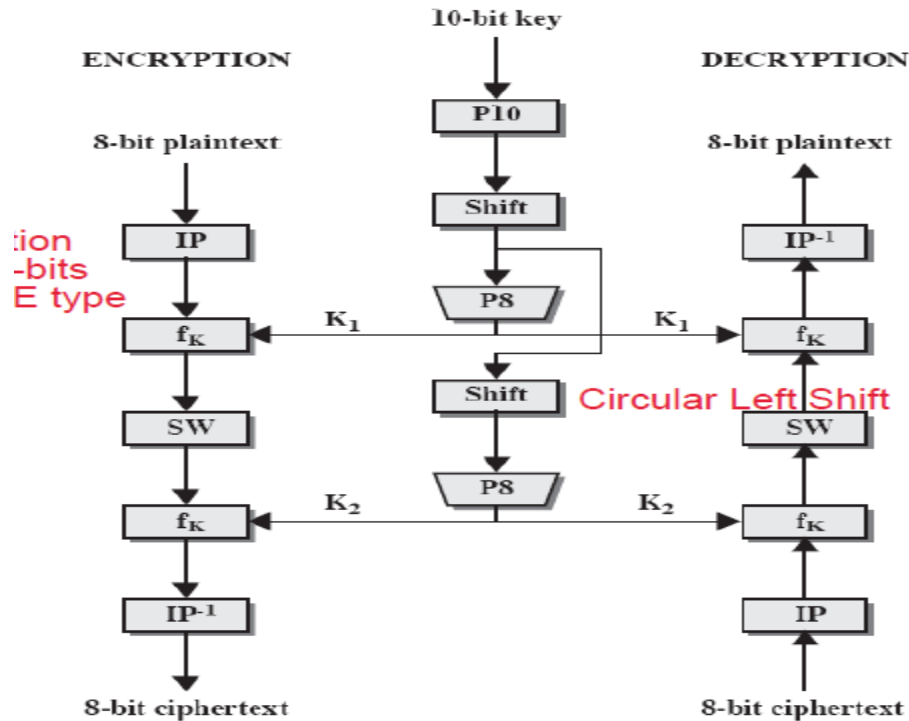 10-bit key
ENCRYPTION
DECRYPTION
P10
8-bit plaintext
8-bit plaintext
Shift
IP
IP-1
tion
-bits
E type
P8
K1
K1
fK
fK
Shift
Circular Left Shift
SW
SW
P8
K2
K2
fK
fK
IP-1
IP
8-bit ciphertext
8-bit ciphertext